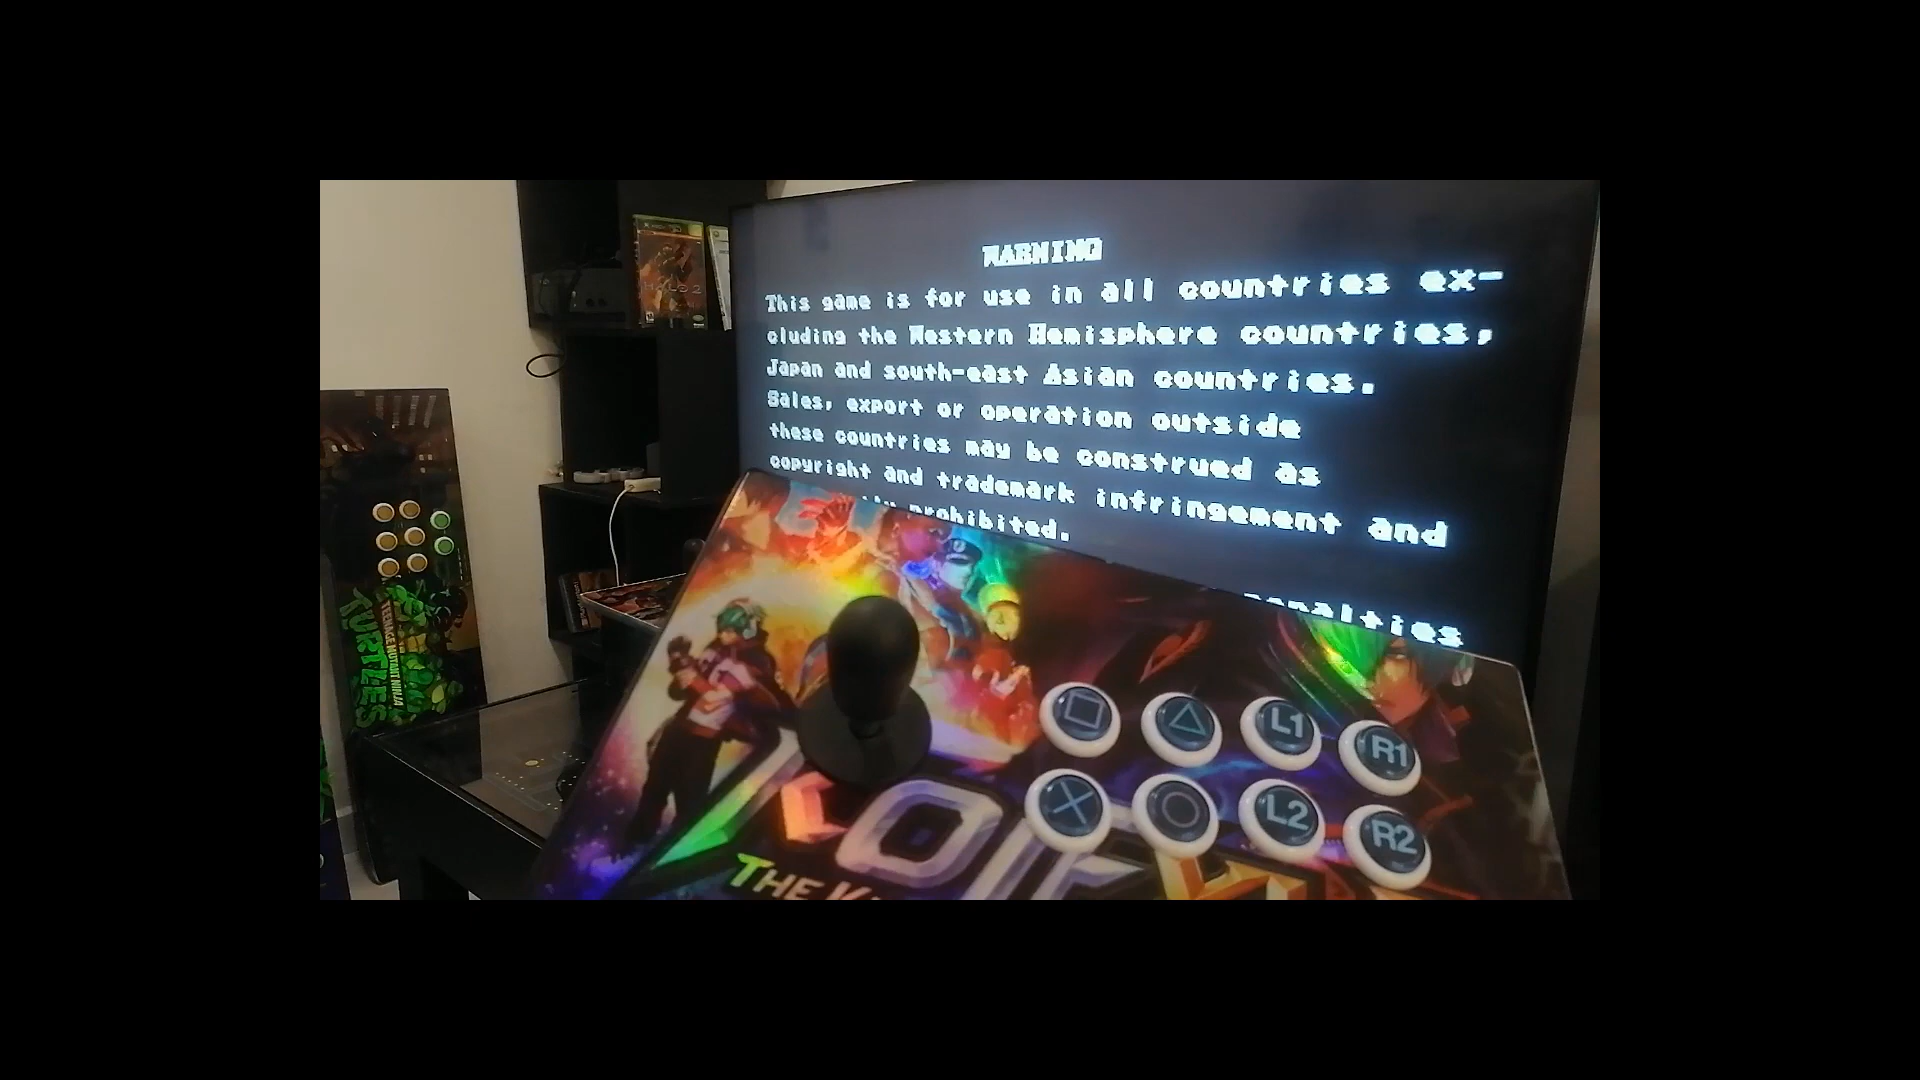 WARNING
This game is for use in all countries ex-
cluding the Western Hemisphere countries,
Japan and south-east Asian countries.
Sales, export or operation outside
these countries may be construed as
copyright and trademark infringement and
prohibited.
penalties
HALO 2
TEENAGE MUTANT NINJA
TURTLES
L1
R1
X
L2
R2
THE